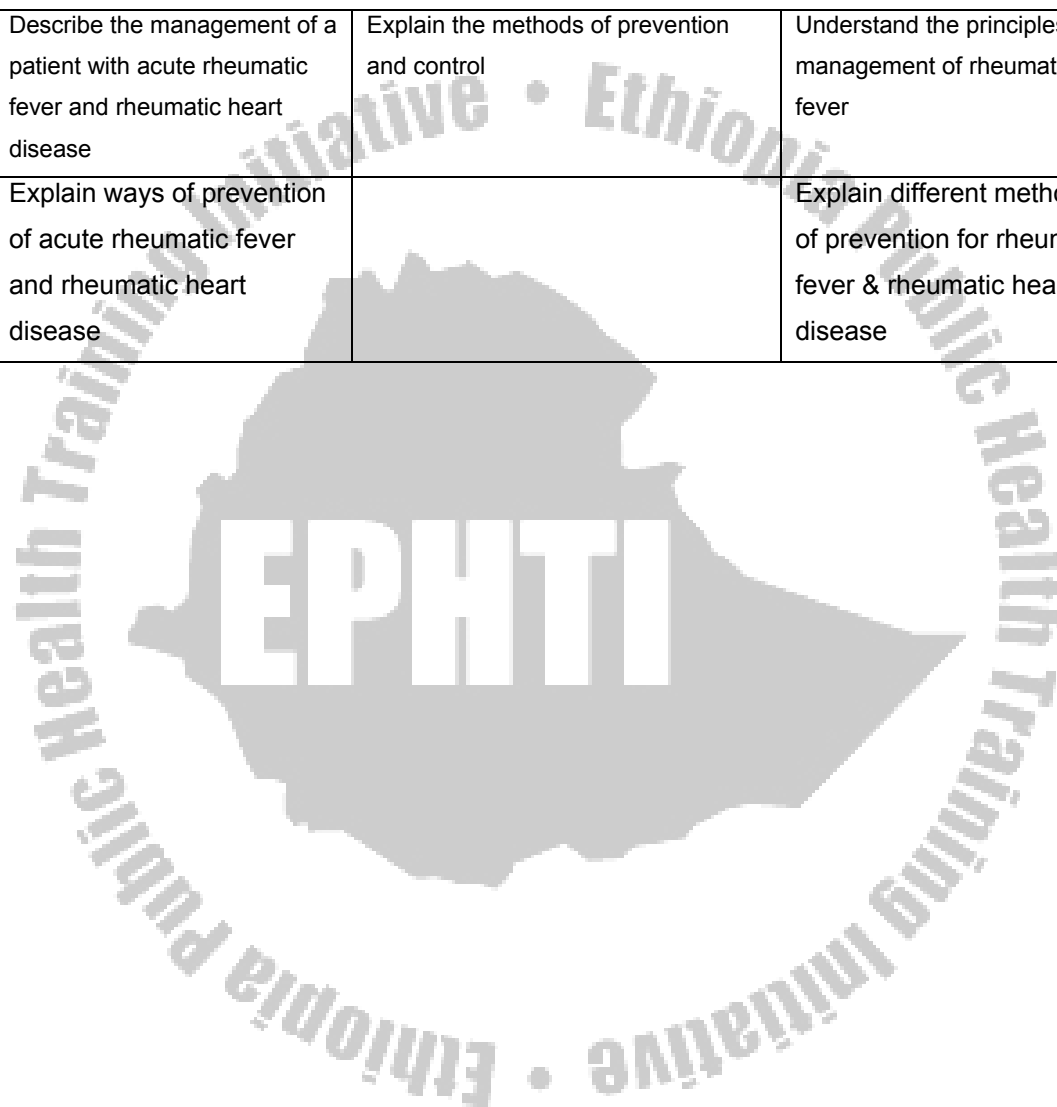 Describe the management of a
patient with acute rheumatic
fever and rheumatic heart
disease
Explain the methods of prevention
and control
Understand the principles
management of rheumat
fever
Explain ways of prevention
of acute rheumatic fever
and rheumatic heart
disease
Explain different metho
of prevention for rheum
fever & rheumatic hea
disease
Ethiopia Public Health Training Initiative • Ethiopia Public Health Training Initiative •
EPHTI